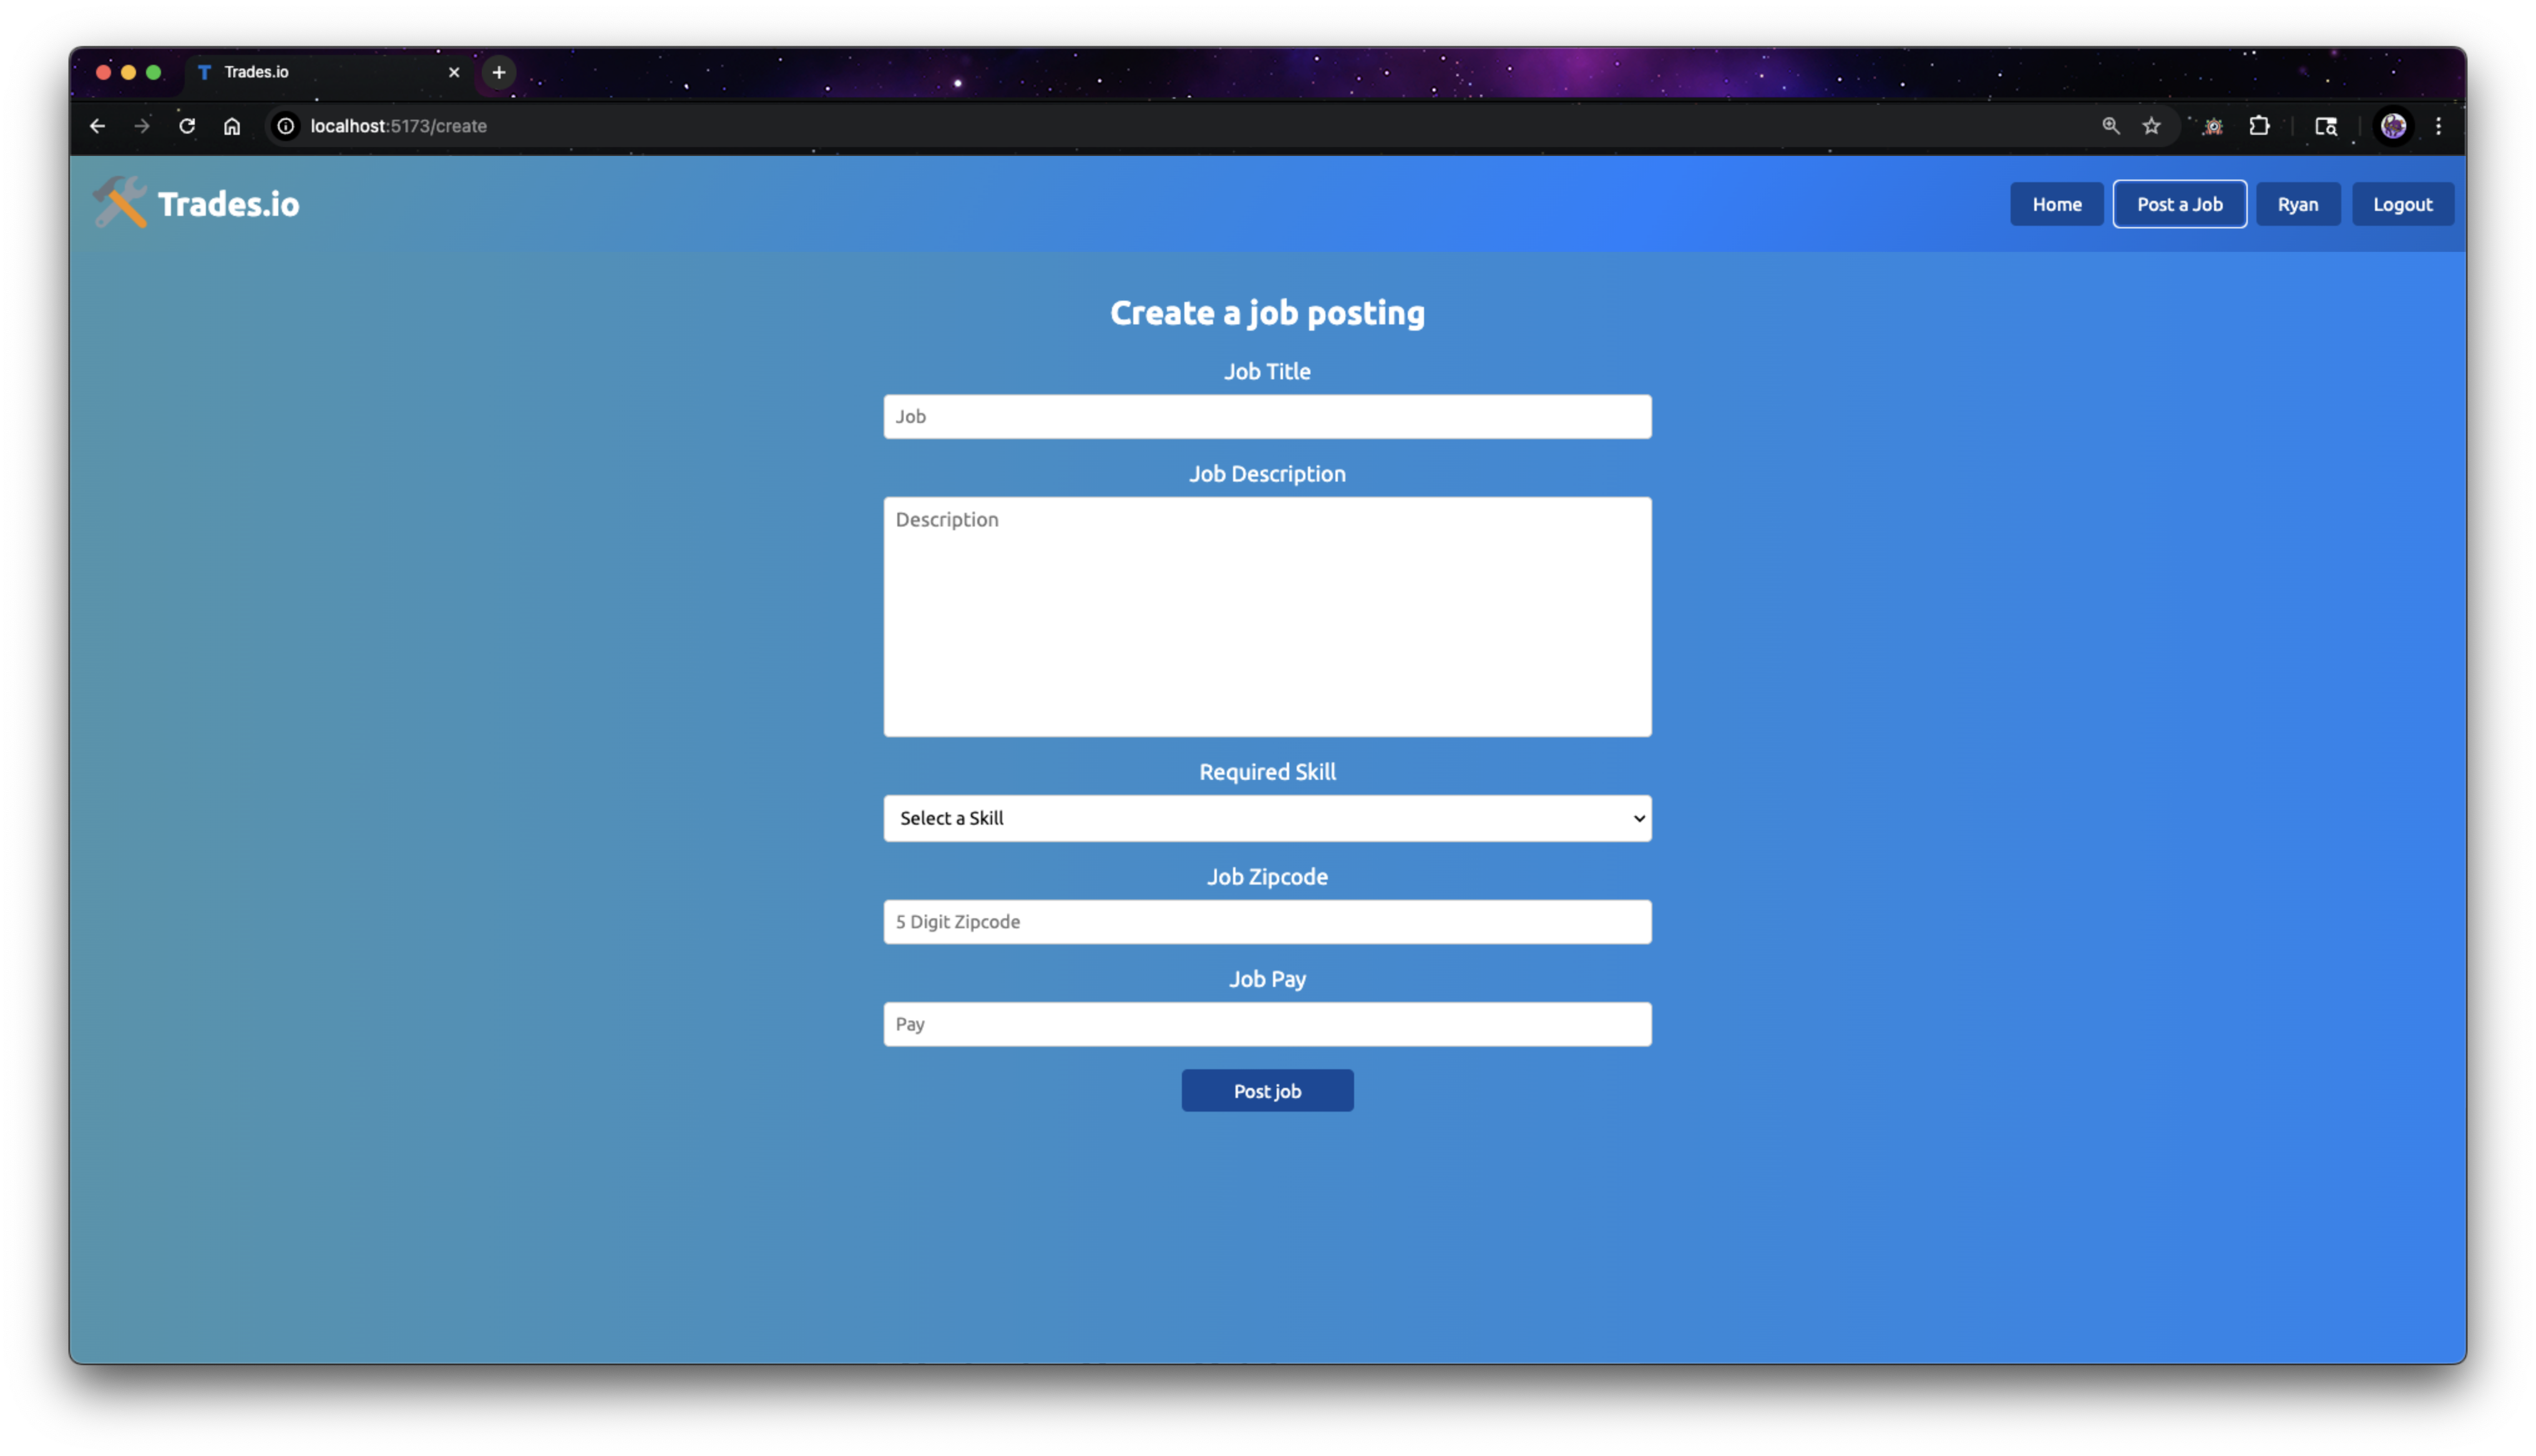 Trades.io
localhost:5173/create
Trades.io
Home
Post a Job
Ryan
Logout
Create a job posting
Job Title
Job
Job Description
Description
Required Skill
Select a Skill
Job Zipcode
5 Digit Zipcode
Job Pay
Pay
Post job